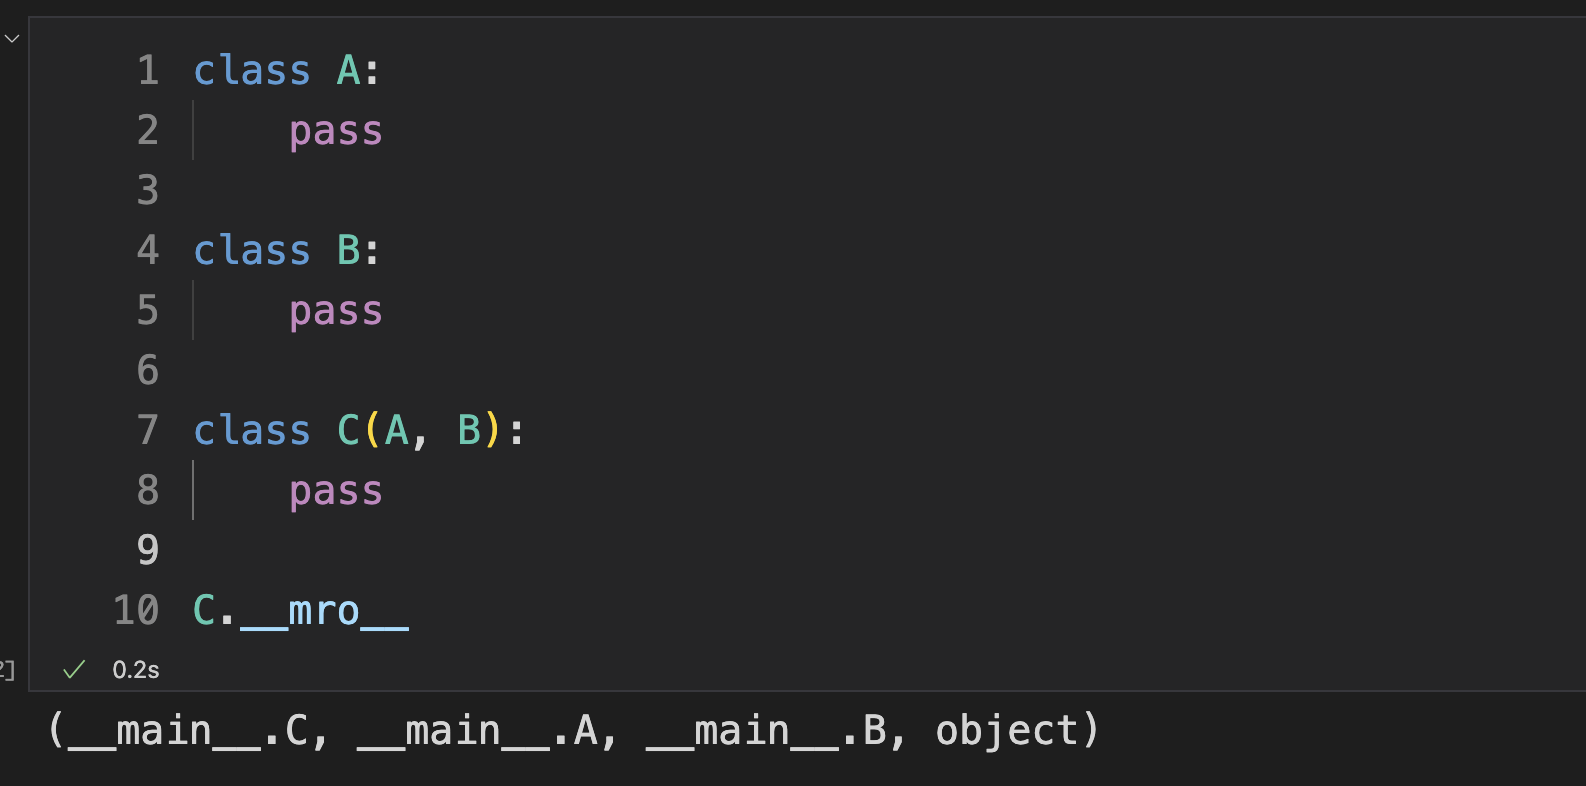 1 class A:
2     pass
3
4 class B:
5     pass
6
7 class C(A, B):
8     pass
9
10 C.__mro__
2] ✓ 0.2s
(__main__.C, __main__.A, __main__.B, object)